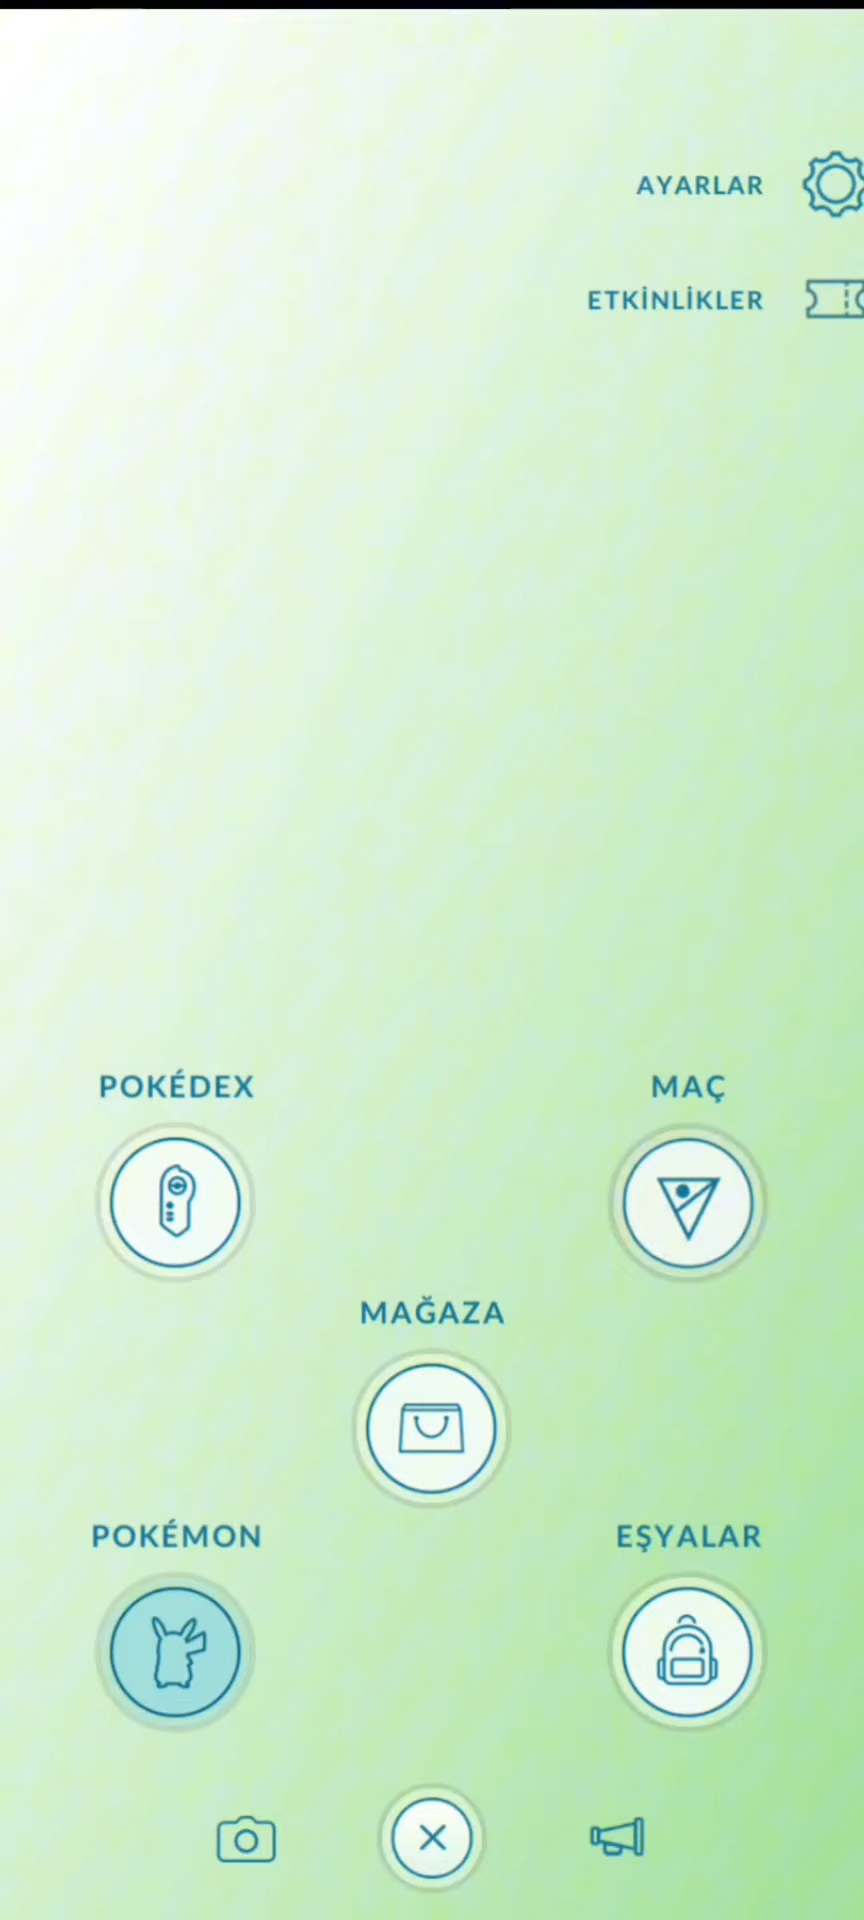 AYARLAR
ETKİNLİKLER
POKÉDEX
MAÇ
MAĞAZA
POKÉMON
EŞYALAR